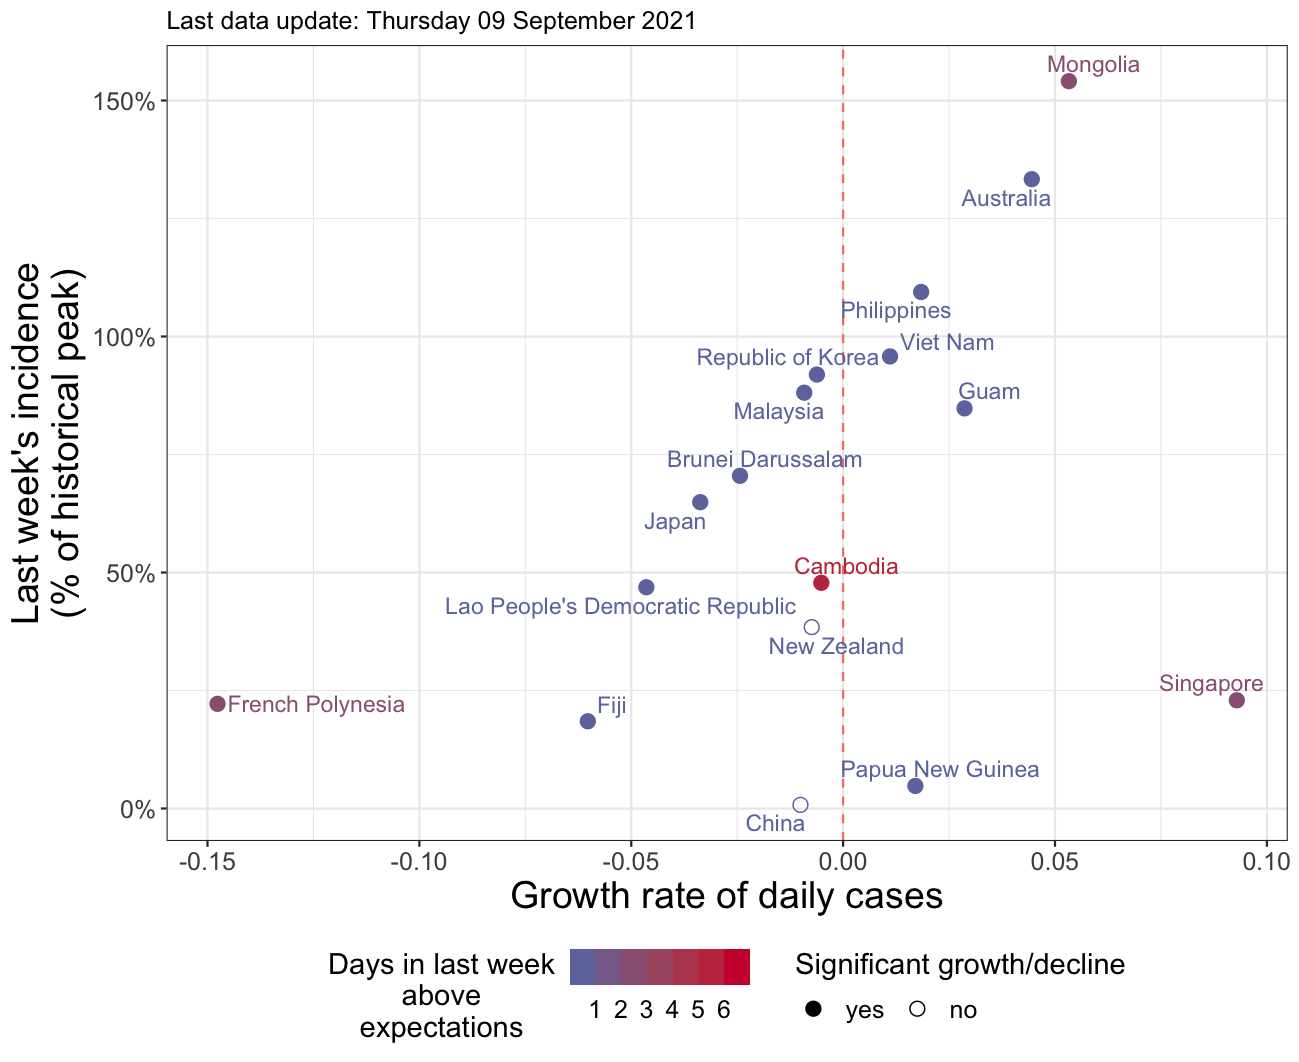 Last data update: Thursday 09 September 2021
Last week's incidence
(% of historical peak)
150%
100%
50%
0%
Mongolia
Australia
Philippines
Viet Nam
Republic of Korea
Guam
Malaysia
Brunei Darussalam
Japan
Cambodia
Lao People's Democratic Republic
New Zealand
Singapore
French Polynesia
Fiji
Papua New Guinea
China
-0.15 -0.10 -0.05 0.00 0.05 0.10
Growth rate of daily cases
Days in last week
above
expectations
1 2 3 4 5 6
Significant growth/decline
yes no